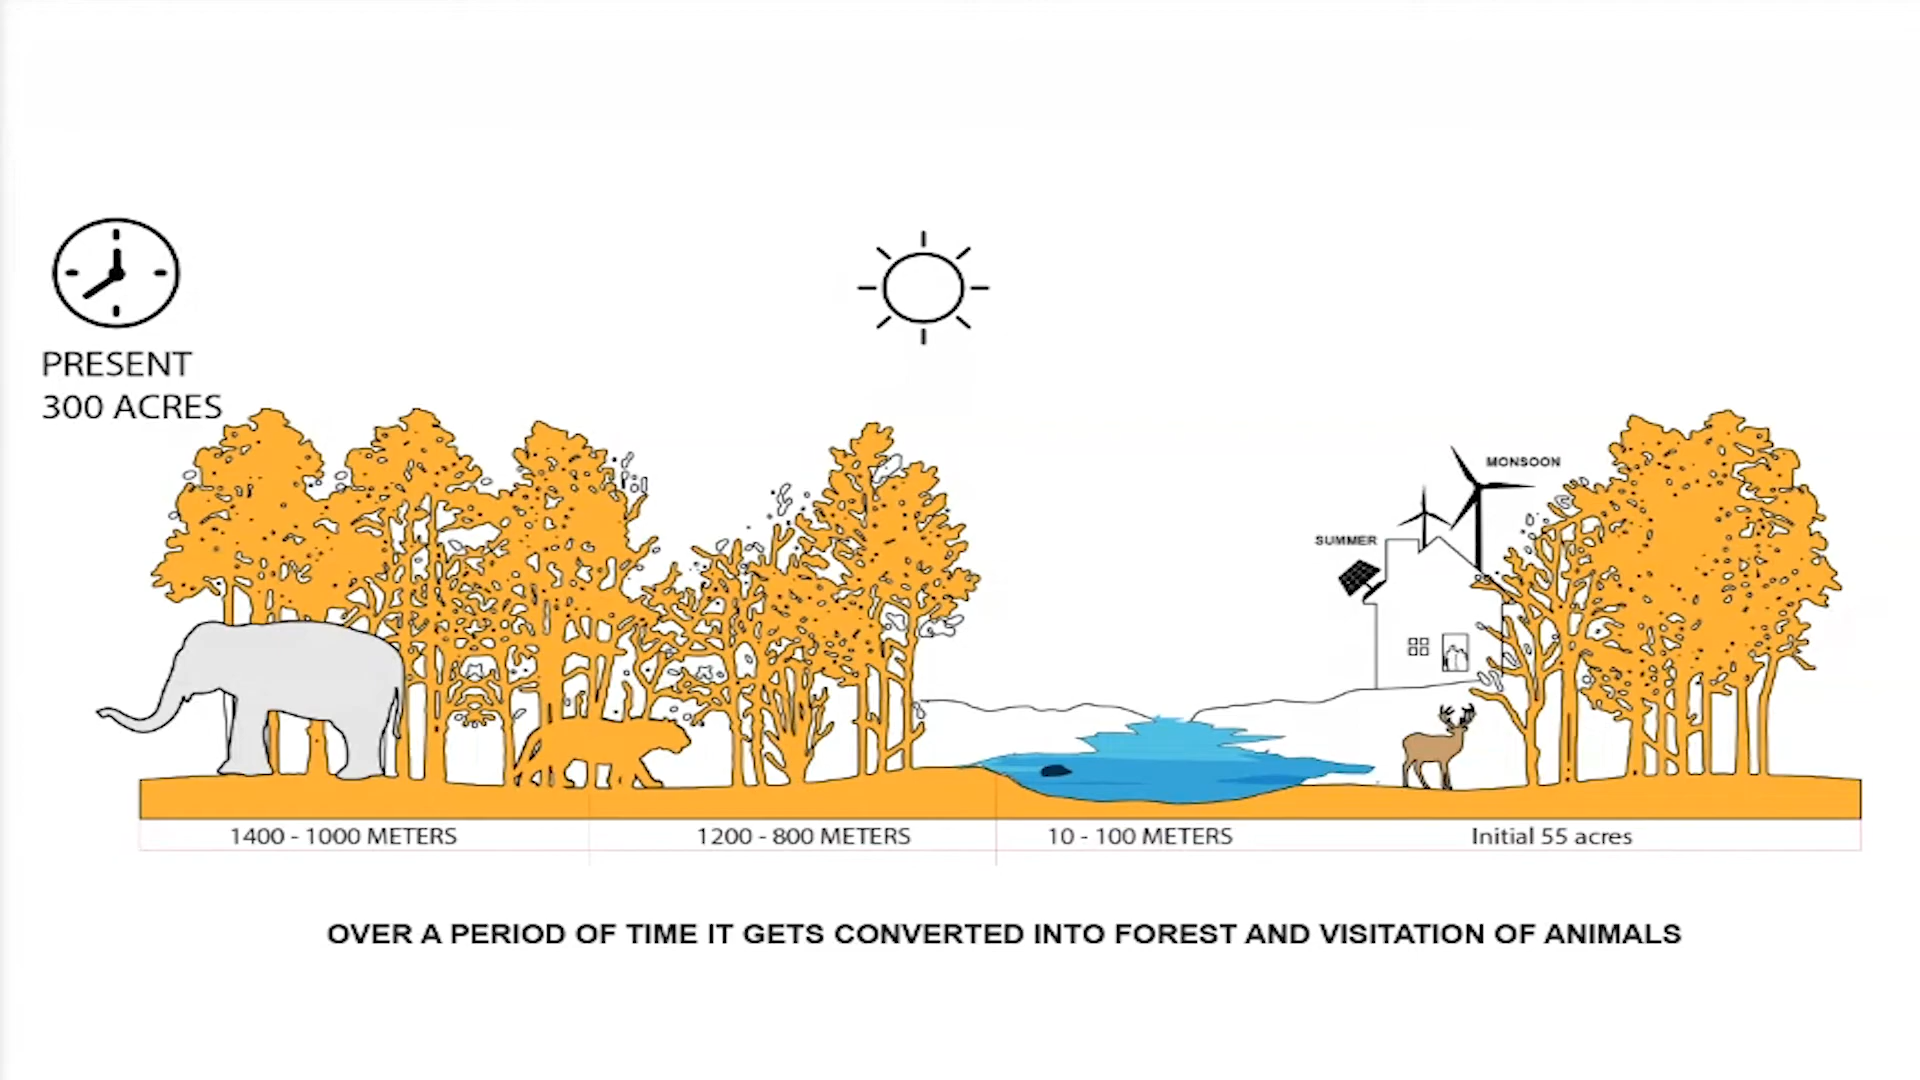 PRESENT
300 ACRES
MONSOON
SUMMER
1400 - 1000 METERS
1200 - 800 METERS
10 - 100 METERS
Initial 55 acres
OVER A PERIOD OF TIME IT GETS CONVERTED INTO FOREST AND VISITATION OF ANIMALS